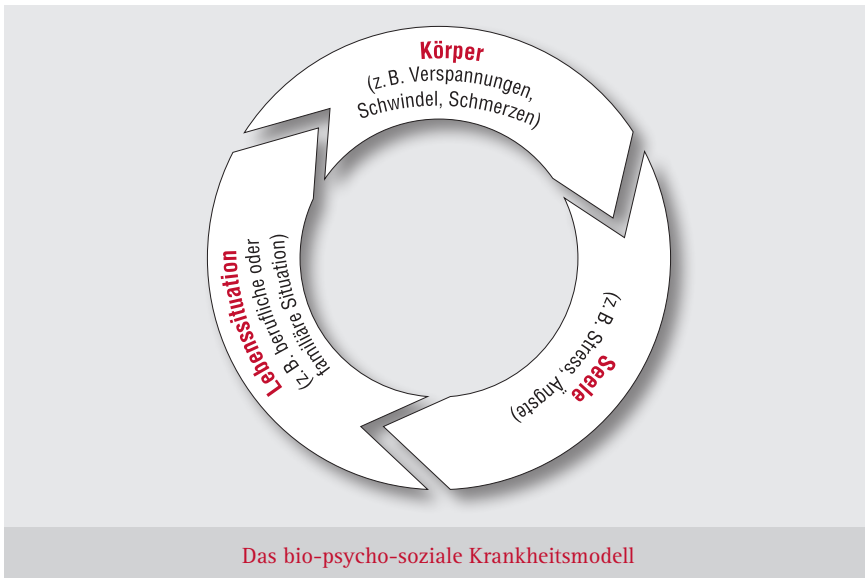 Körper
(z. B. Verspannungen,
Schwindel, Schmerzen)
Seele
(z. B. Stress, Ängste)
Lebenssituation
(z. B. berufliche oder
familiäre Situation)
Das bio-psycho-soziale Krankheitsmodell